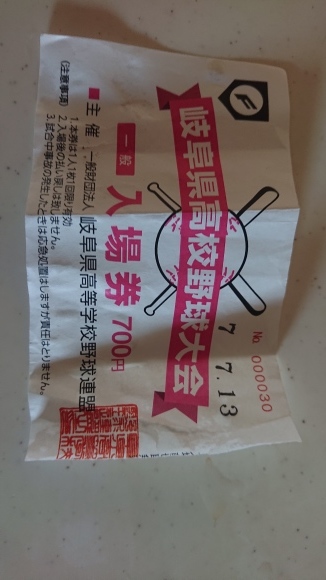 F
岐阜県高校野球大会
№ 000030
7 7.13
一般 入場券 700円
■主催:一般財団法人 岐阜県高等学校野球連盟
(注意事項) 1.本券は1人1枚1回限り有効
2.入場後の払い戻しは致しません。
3.試合中事故の発生したときは応急処置はしますが責任はとりません。